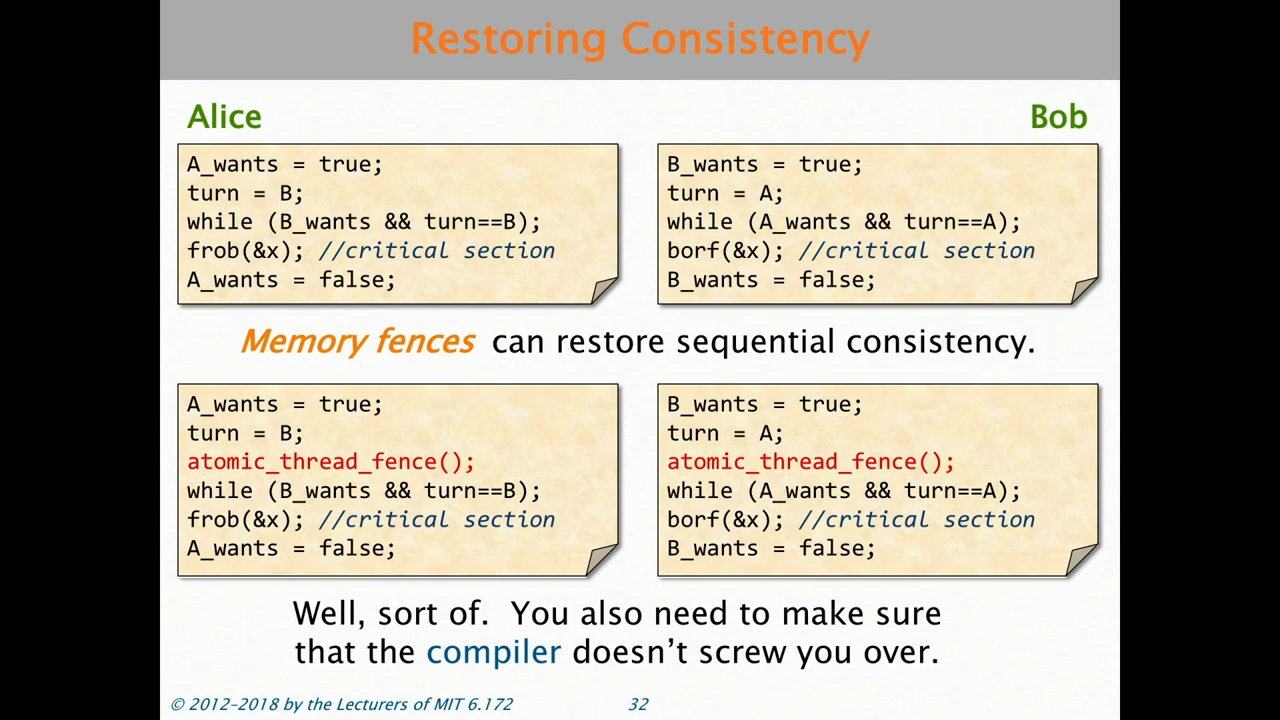 Restoring Consistency
Alice
A_wants = true;
turn = B;
while (B_wants && turn==B);
frob(&x); //critical section
A_wants = false;
Bob
B_wants = true;
turn = A;
while (A_wants && turn==A);
borf(&x); //critical section
B_wants = false;
Memory fences can restore sequential consistency.
A_wants = true;
turn = B;
atomic_thread_fence();
while (B_wants && turn==B);
frob(&x); //critical section
A_wants = false;
B_wants = true;
turn = A;
atomic_thread_fence();
while (A_wants && turn==A);
borf(&x); //critical section
B_wants = false;
Well, sort of. You also need to make sure
that the compiler doesn’t screw you over.
© 2012–2018 by the Lecturers of MIT 6.172
32